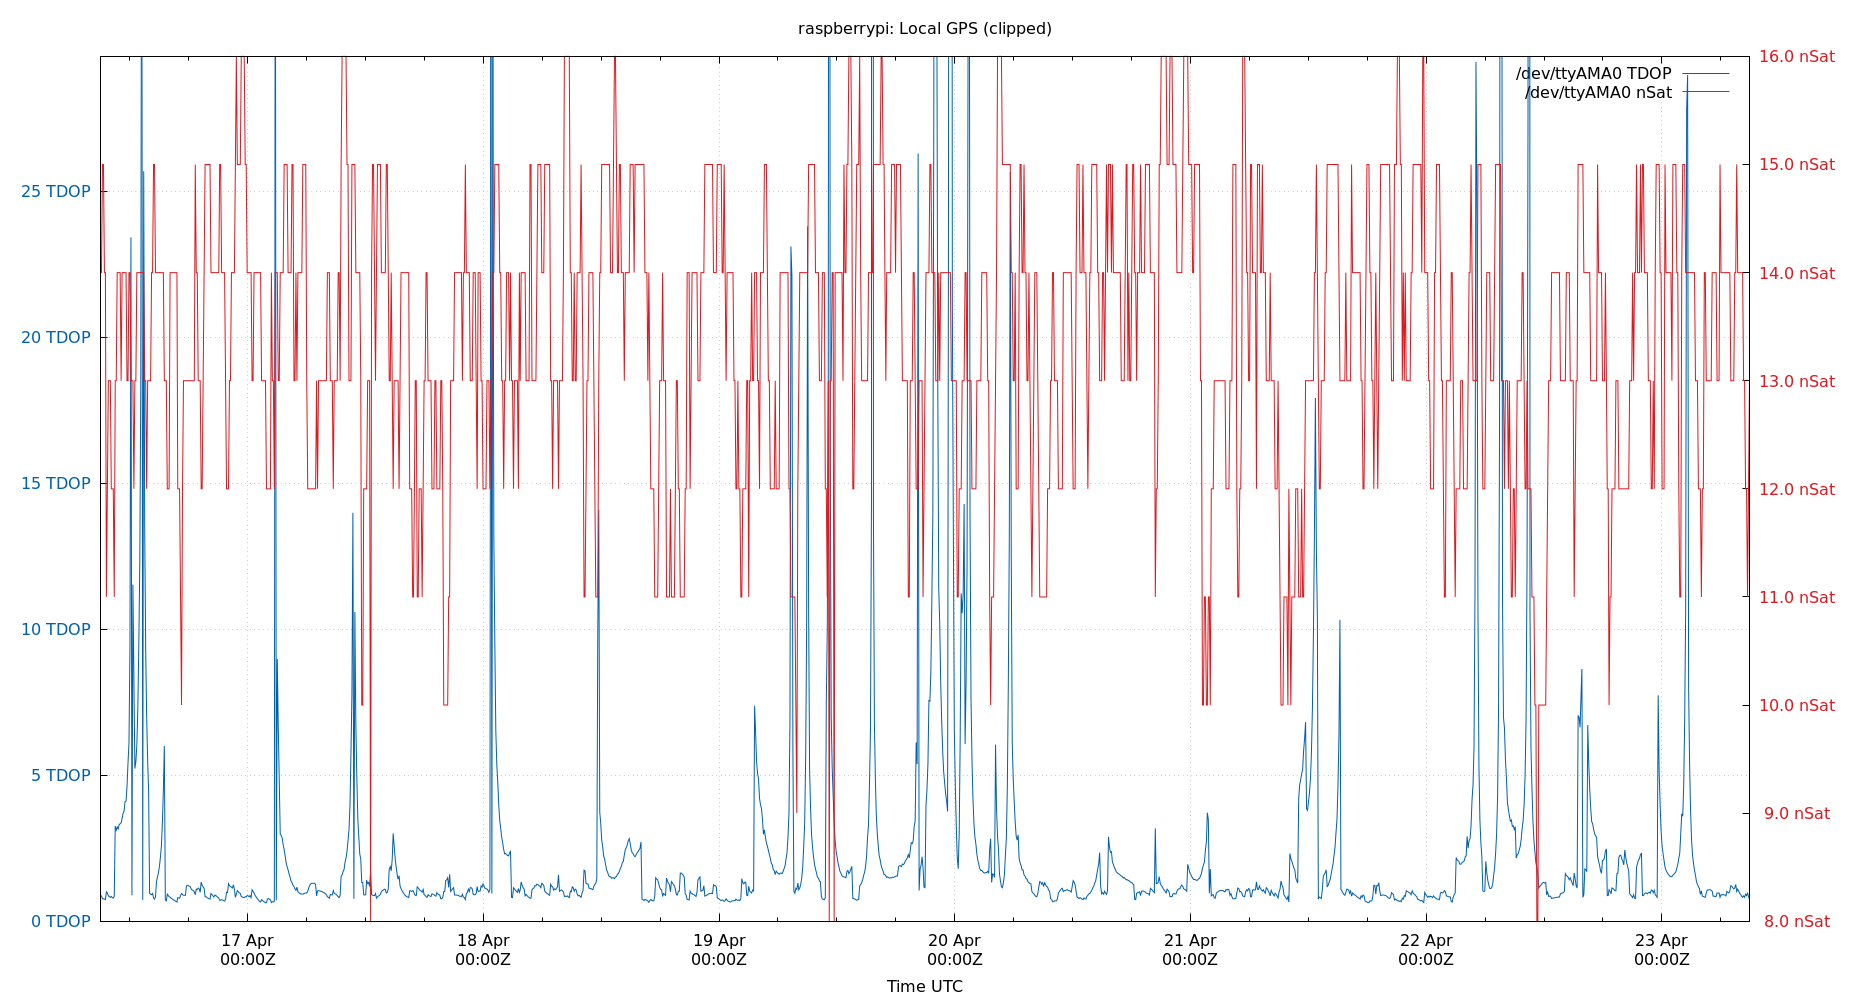 raspberrypi: Local GPS (clipped)
/dev/ttyAMA0 TDOP
/dev/ttyAMA0 nSat
25 TDOP
20 TDOP
15 TDOP
10 TDOP
5 TDOP
0 TDOP
16.0 nSat
15.0 nSat
14.0 nSat
13.0 nSat
12.0 nSat
11.0 nSat
10.0 nSat
9.0 nSat
8.0 nSat
17 Apr
00:00Z
18 Apr
00:00Z
19 Apr
00:00Z
20 Apr
00:00Z
21 Apr
00:00Z
22 Apr
00:00Z
23 Apr
00:00Z
Time UTC